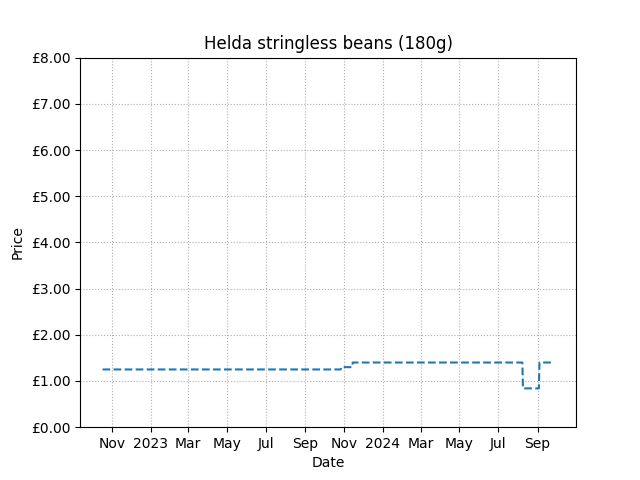 Helda stringless beans (180g)
£8.00
£7.00
£6.00
£5.00
£4.00
£3.00
£2.00
£1.00
£0.00
Price
Nov 2023 Mar May Jul Sep Nov 2024 Mar May Jul Sep
Date